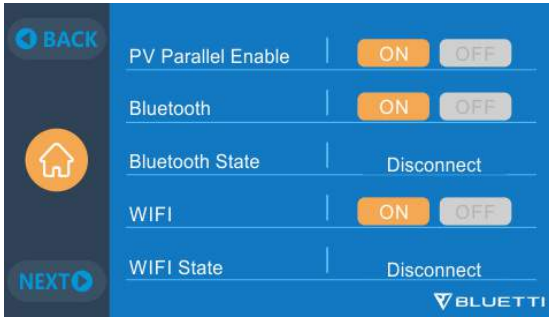 BACK
PV Parallel Enable ON OFF
Bluetooth ON OFF
Bluetooth State Disconnect
WIFI ON OFF
WIFI State Disconnect
NEXT
BLUETTI